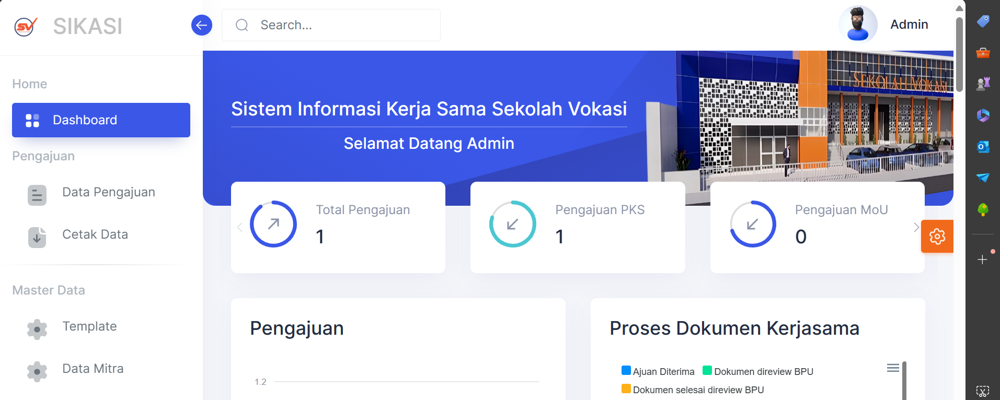 SV
SIKASI
Search...
Admin
Home
Dashboard
Pengajuan
Data Pengajuan
Cetak Data
Master Data
Template
Data Mitra
Sistem Informasi Kerja Sama Sekolah Vokasi
Selamat Datang Admin
SEKOLAH VOKASI
Total Pengajuan
1
Pengajuan PKS
1
Pengajuan MoU
0
Pengajuan
1.2
Proses Dokumen Kerjasama
Ajuan Diterima
Dokumen direview BPU
Dokumen selesai direview BPU